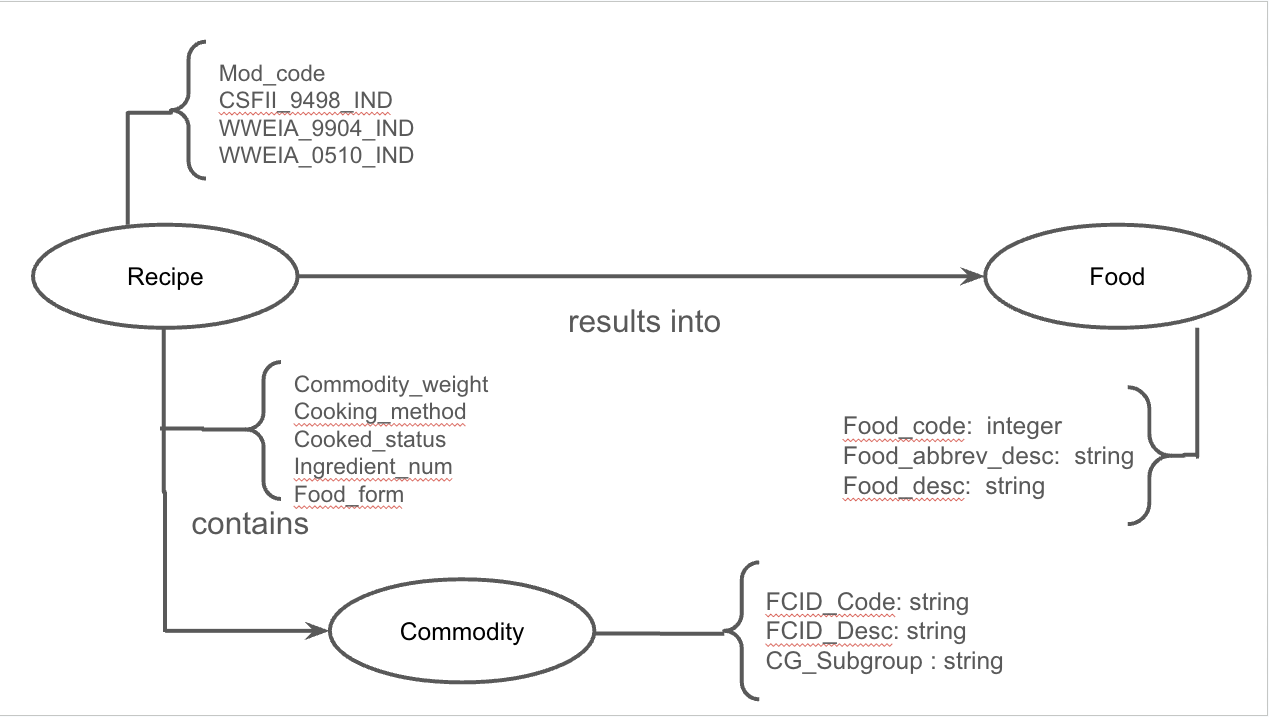 Mod_code
CSFII_9498_IND
WWEIA_9904_IND
WWEIA_0510_IND
Recipe
Food
results into
Commodity_weight
Cooking_method
Cooked_status
Ingredient_num
Food_form
contains
Food_code: integer
Food_abbrev_desc: string
Food_desc: string
Commodity
FCID_Code: string
FCID_Desc: string
CG_Subgroup : string